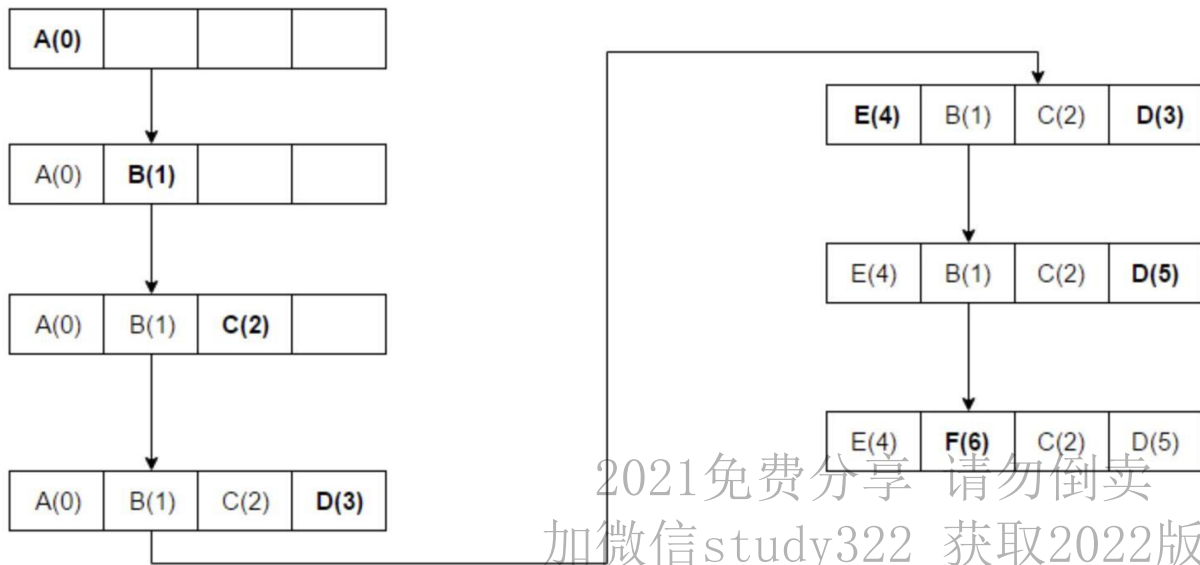 A(0)
A(0) B(1)
A(0) B(1) C(2)
A(0) B(1) C(2) D(3)
E(4) B(1) C(2) D(3)
E(4) B(1) C(2) D(5)
E(4) F(6) C(2) D(5)
2021免费分享 请勿倒卖
加微信study322 获取2022版